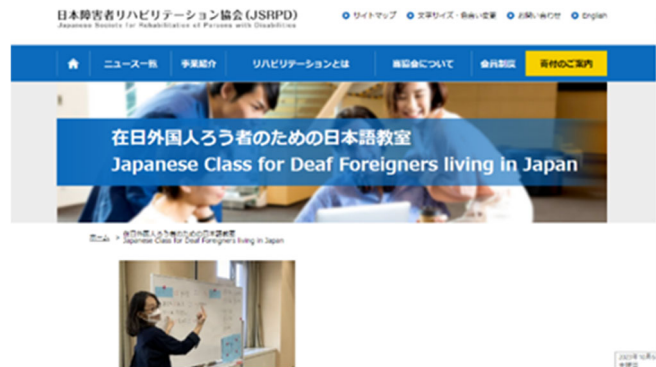 日本障害者リハビリテーション協会(JSRPD)
Japanese Society for Rehabilitation of Persons with Disabilities
サイトマップ 文字サイズ・色合い変更 お問い合わせ English
ニュース一覧 事業紹介 リハビリテーションとは 当協会について 会員制度 寄付のご案内
在日外国人ろう者のための日本語教室
Japanese Class for Deaf Foreigners living in Japan
ホーム > 在日外国人ろう者のための日本語教室
Japanese Class for Deaf Foreigners living in Japan